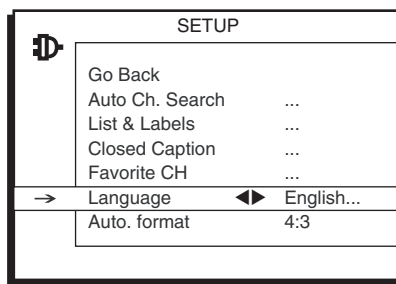 SETUP
Go Back
Auto Ch. Search ...
List & Labels ...
Closed Caption ...
Favorite CH ...
→ Language ◀▶ English...
Auto. format 4:3